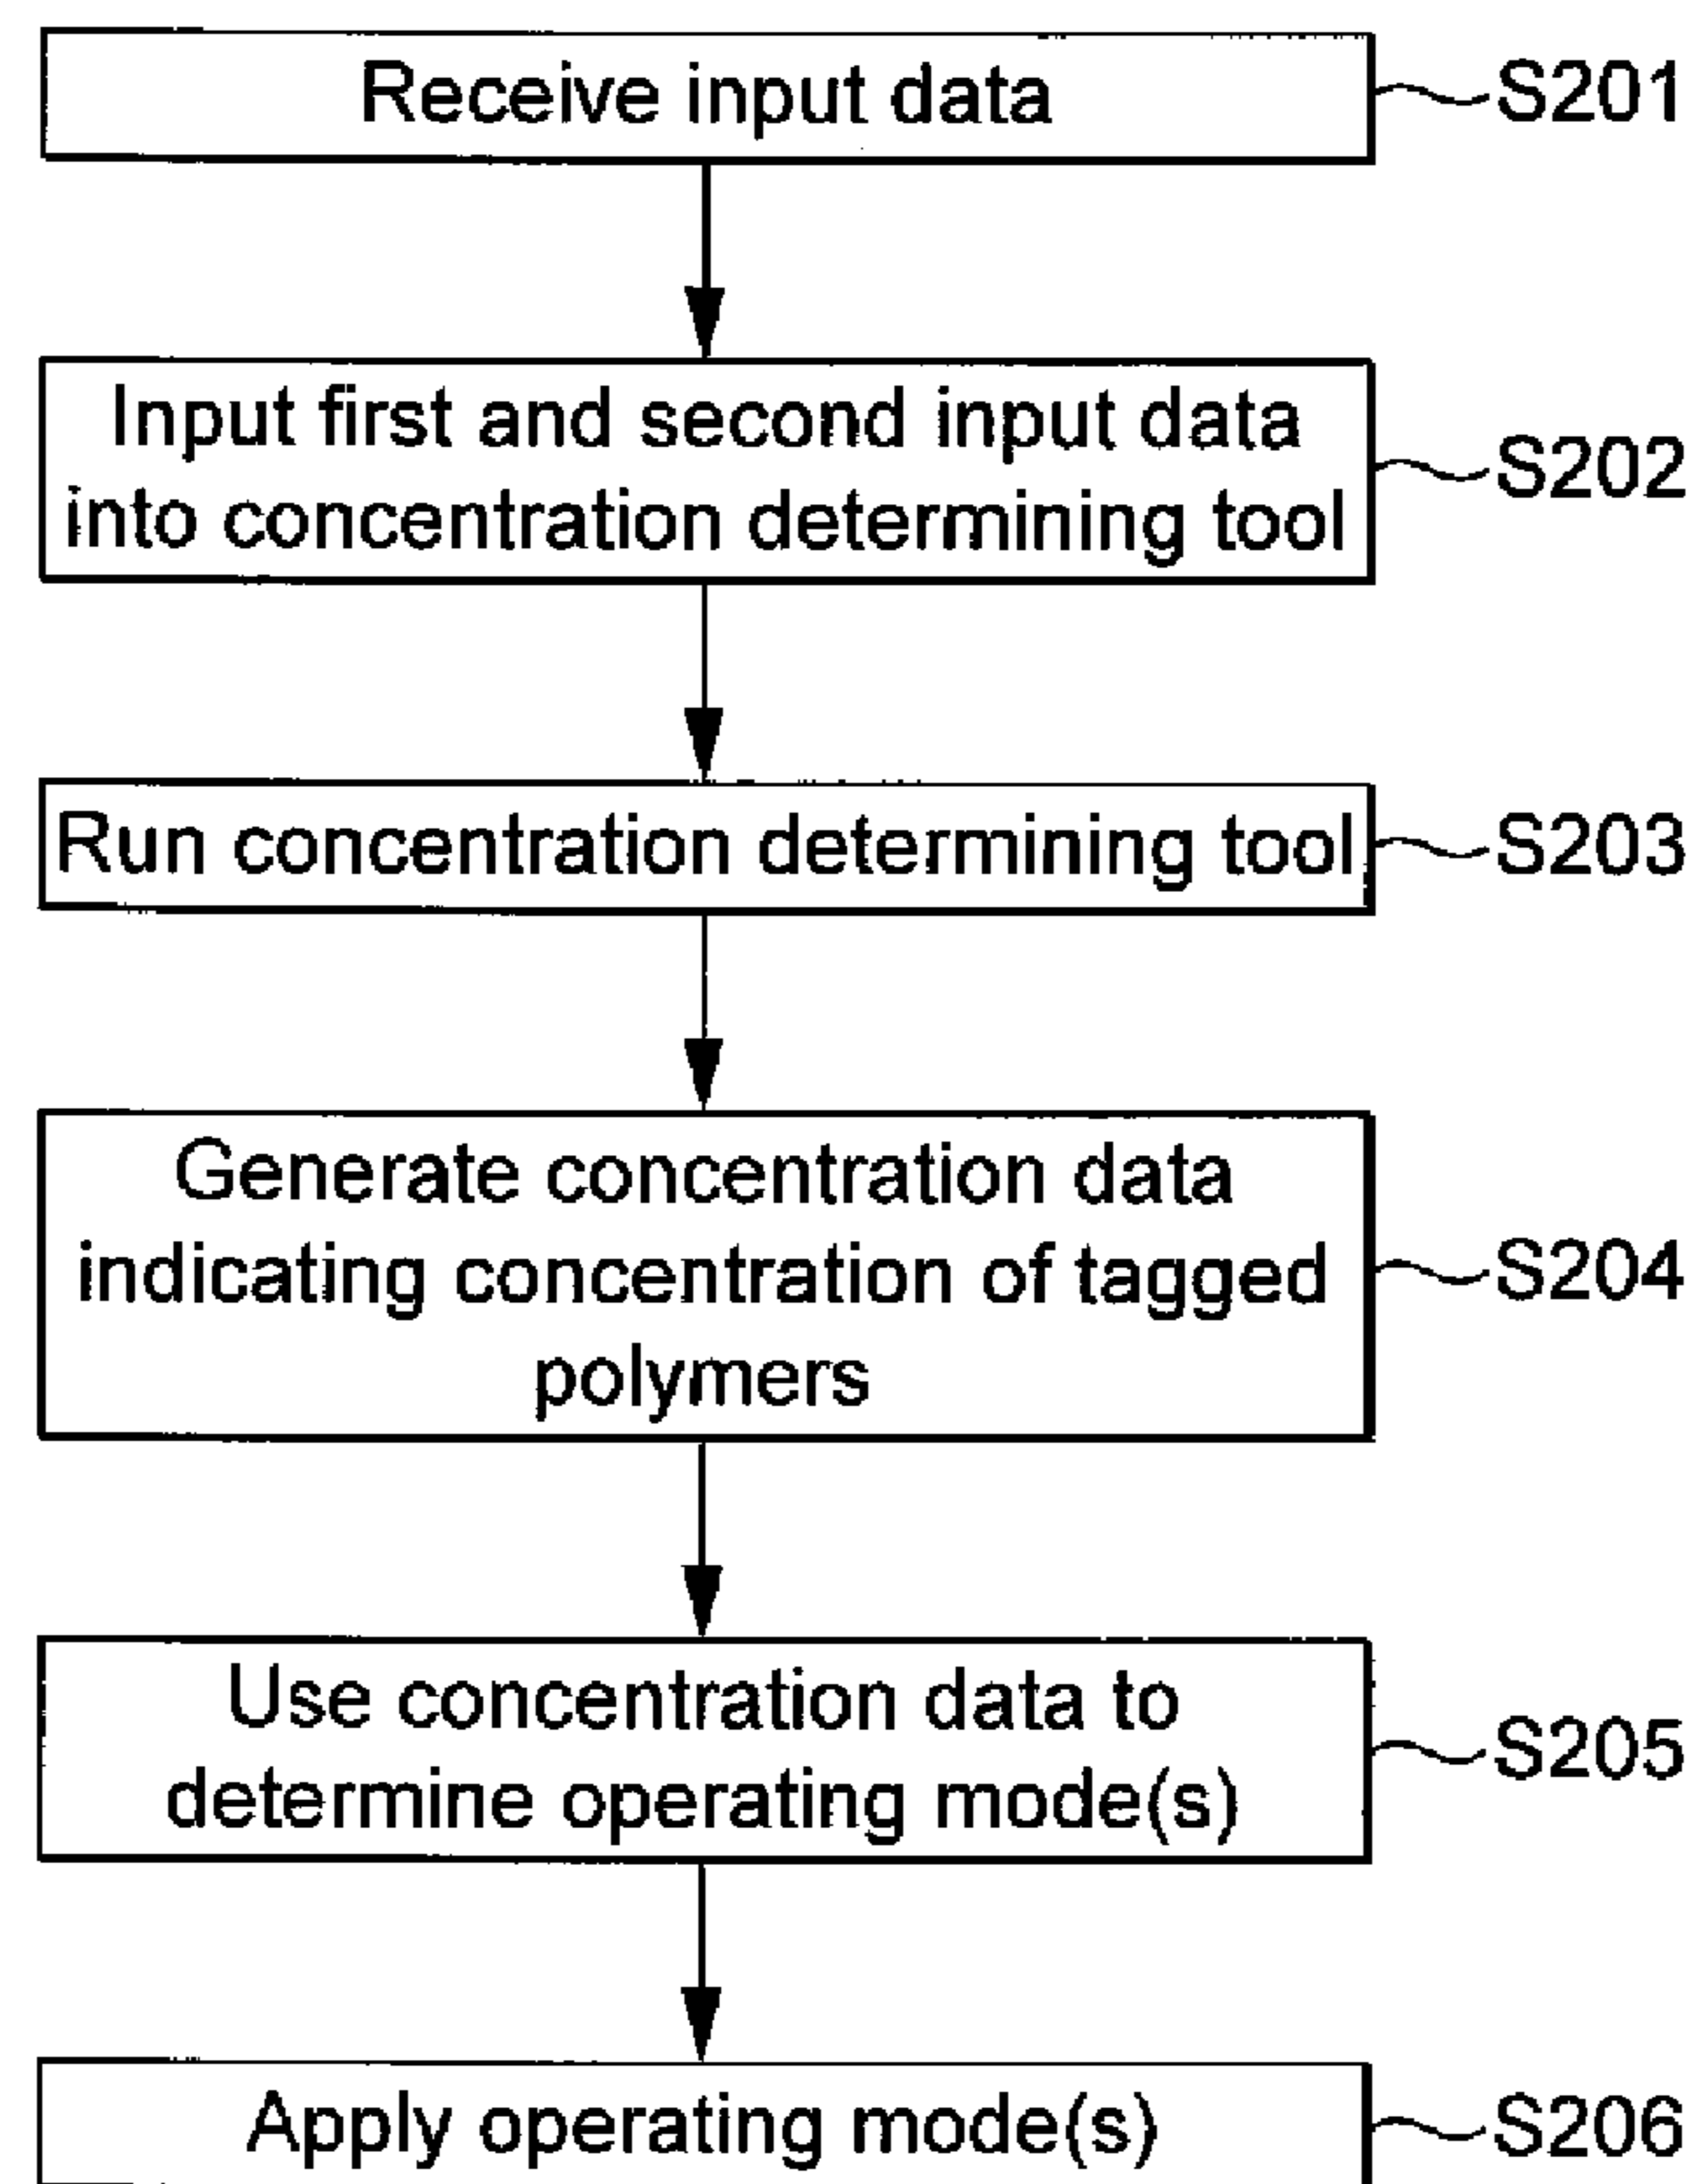 Receive input data
S201
Input first and second input data
into concentration determining tool
S202
Run concentration determining tool
S203
Generate concentration data
indicating concentration of tagged
polymers
S204
Use concentration data to
determine operating mode(s)
S205
Apply operating mode(s)
S206